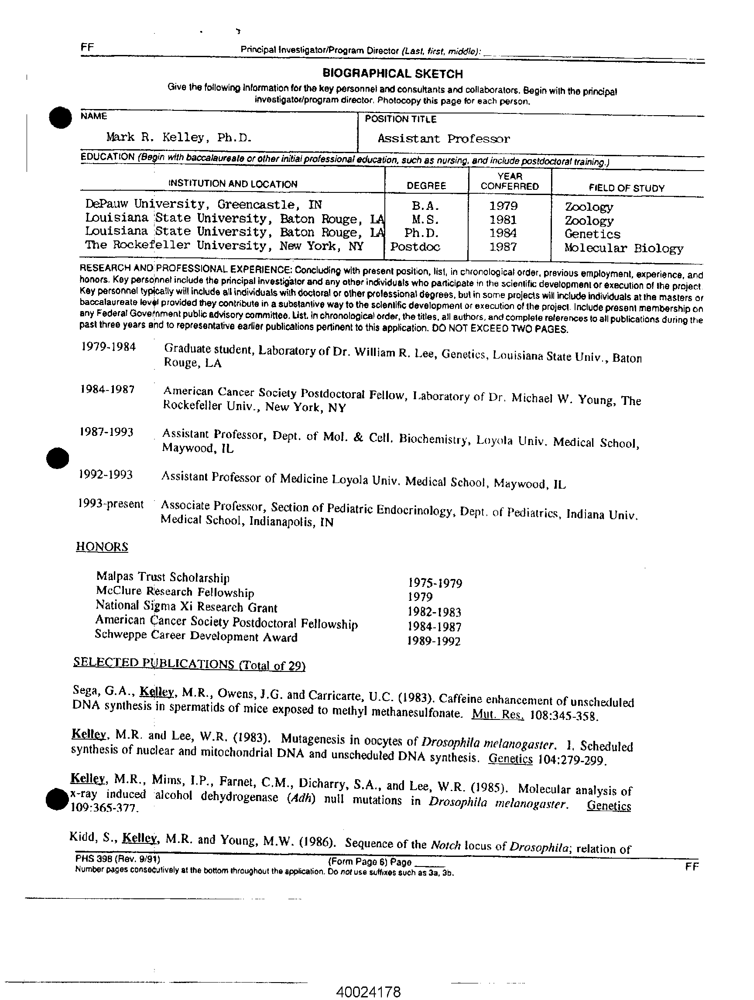 FF
Principal Investigator/Program Director (Last, first, middle):
BIOGRAPHICAL SKETCH
Give the following information for the key personnel and consultants and collaborators. Begin with the principal
investigator/program director. Photocopy this page for each person.
NAME
POSITION TITLE
Mark R. Kelley, Ph.D.
Assistant Professor
EDUCATION (Begin with baccalaureate or other initial professional education, such as nursing, and include postdoctoral training.)
INSTITUTION AND LOCATION DEGREE YEAR CONFERRED FIELD OF STUDY
DePauw University, Greencastle, IN B.A. 1979 Zoology
Louisiana State University, Baton Rouge, LA M.S. 1981 Zoology
Louisiana State University, Baton Rouge, LA Ph.D. 1984 Genetics
The Rockefeller University, New York, NY Postdoc 1987 Molecular Biology
RESEARCH AND PROFESSIONAL EXPERIENCE: Concluding with present position, list, in chronological order, previous employment, experience, and
honors. Key personnel include the principal investigator and any other individuals who participate in the scientific development or execution of the project.
Key personnel typically will include all individuals with doctoral or other professional degrees, but in some projects will include individuals at the masters or
baccalaureate level provided they contribute in a substantive way to the scientific development or execution of the project. Include present membership on
any Federal Government public advisory committee. List, in chronological order, the titles, all authors, and complete references to all publications during the
past three years and to representative earlier publications pertinent to this application. DO NOT EXCEED TWO PAGES.
1979-1984 Graduate student, Laboratory of Dr. William R. Lee, Genetics, Louisiana State Univ., Baton
Rouge, LA
1984-1987 American Cancer Society Postdoctoral Fellow, Laboratory of Dr. Michael W. Young, The
Rockefeller Univ., New York, NY
1987-1993 Assistant Professor, Dept. of Mol. & Cell. Biochemistry, Loyola Univ. Medical School,
Maywood, IL
1992-1993 Assistant Professor of Medicine Loyola Univ. Medical School, Maywood, IL
1993-present Associate Professor, Section of Pediatric Endocrinology, Dept. of Pediatrics, Indiana Univ.
Medical School, Indianapolis, IN
HONORS
Malpas Trust Scholarship 1975-1979
McClure Research Fellowship 1979
National Sigma Xi Research Grant 1982-1983
American Cancer Society Postdoctoral Fellowship 1984-1987
Schweppe Career Development Award 1989-1992
SELECTED PUBLICATIONS (Total of 29)
Sega, G.A., Kelley, M.R., Owens, J.G. and Carricarte, U.C. (1983). Caffeine enhancement of unscheduled
DNA synthesis in spermatids of mice exposed to methyl methanesulfonate. Mut. Res. 108:345-358.
Kelley, M.R. and Lee, W.R. (1983). Mutagenesis in oocytes of Drosophila melanogaster. 1. Scheduled
synthesis of nuclear and mitochondrial DNA and unscheduled DNA synthesis. Genetics 104:279-299.
Kelley, M.R., Mims, I.P., Farnet, C.M., Dicharry, S.A., and Lee, W.R. (1985). Molecular analysis of
x-ray induced alcohol dehydrogenase (Adh) null mutations in Drosophila melanogaster. Genetics
109:365-377.
Kidd, S., Kelley, M.R. and Young, M.W. (1986). Sequence of the Notch locus of Drosophila; relation of
PHS 398 (Rev. 9/91) (Form Page 6) Page FF
Number pages consecutively at the bottom throughout the application. Do not use suffixes such as 3a, 3b.
40024178